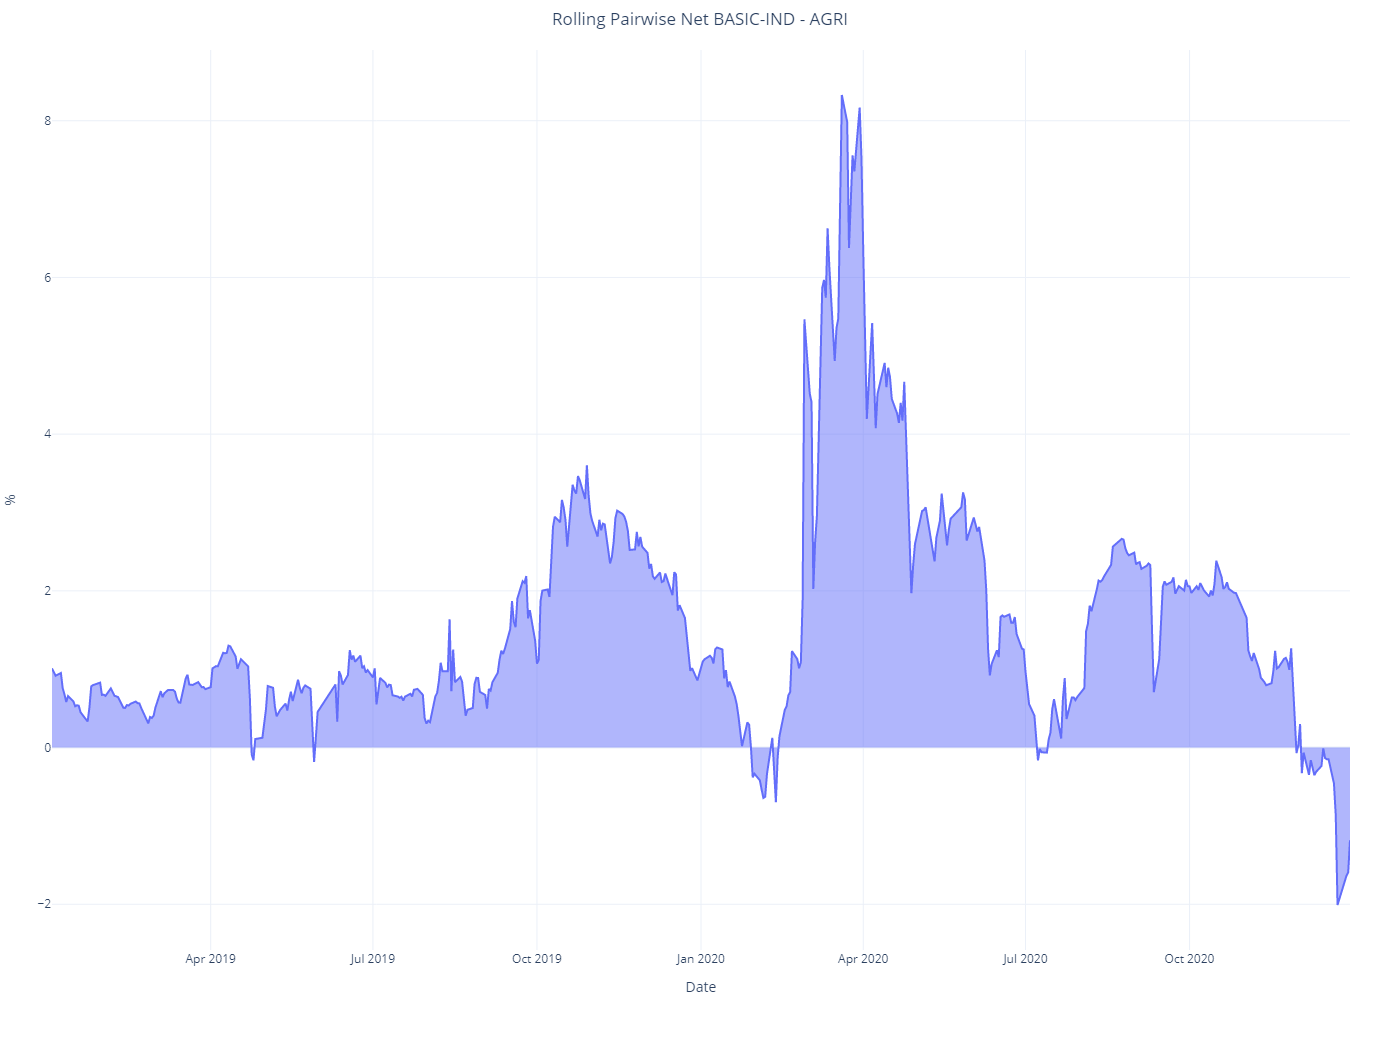 Rolling Pairwise Net BASIC-IND - AGRI
8
6
4
2
0
−2
%
Apr 2019
Jul 2019
Oct 2019
Jan 2020
Apr 2020
Jul 2020
Oct 2020
Date